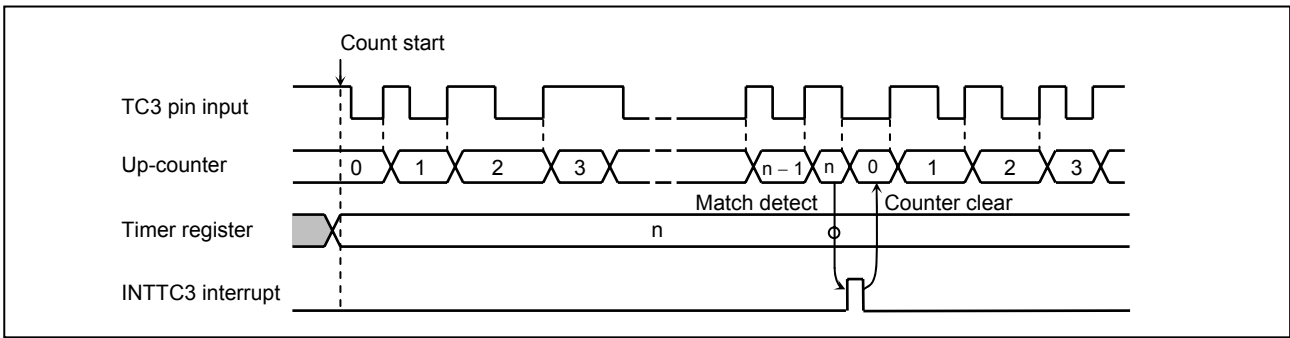 Count start
TC3 pin input
Up-counter
0 1 2 3 n − 1 n 0 1 2 3
Match detect Counter clear
Timer register
n
INTTC3 interrupt